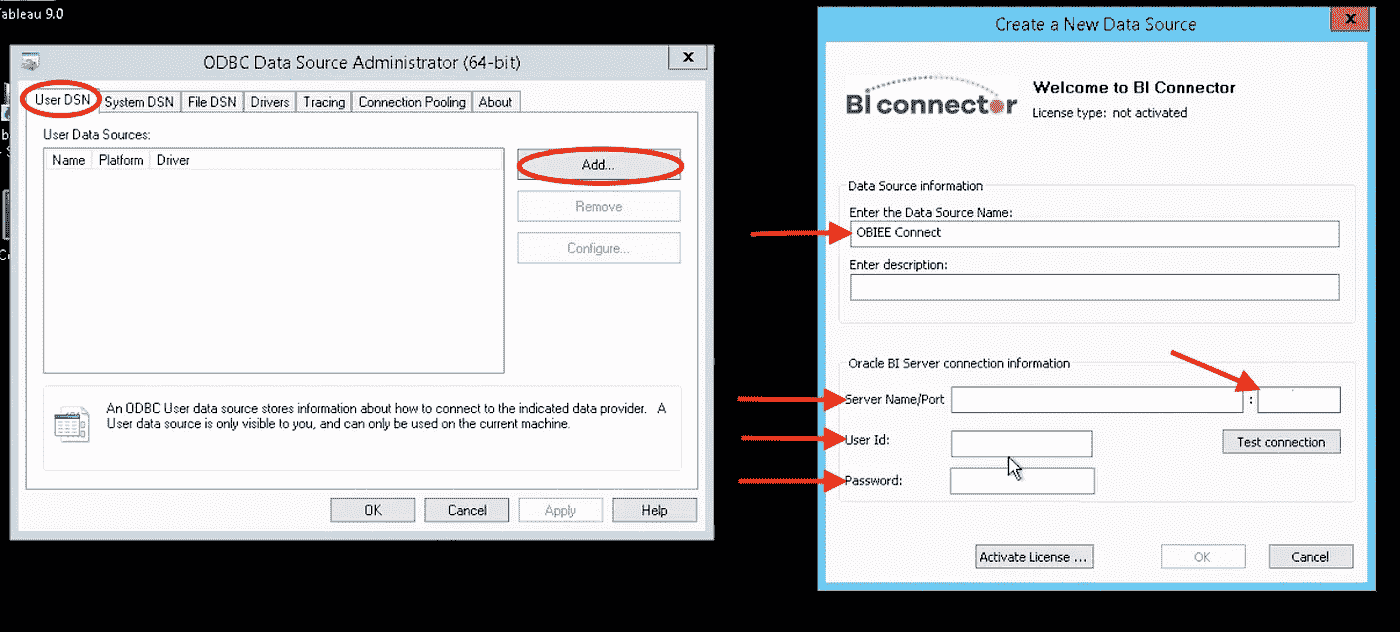 ableau 9.0
ODBC Data Source Administrator (64-bit)
X
User DSN System DSN File DSN Drivers Tracing Connection Pooling About
User Data Sources:
Name Platform Driver
Add...
Remove
Configure...
An ODBC User data source stores information about how to connect to the indicated data provider. A
User data source is only visible to you, and can only be used on the current machine.
OK Cancel Apply Help
Create a New Data Source
X
BI connector
Welcome to BI Connector
License type: not activated
Data Source information
Enter the Data Source Name:
OBIEE Connect
Enter description:
Oracle BI Server connection information
Server Name/Port :
User Id:
Test connection
Password:
Activate License ... OK Cancel